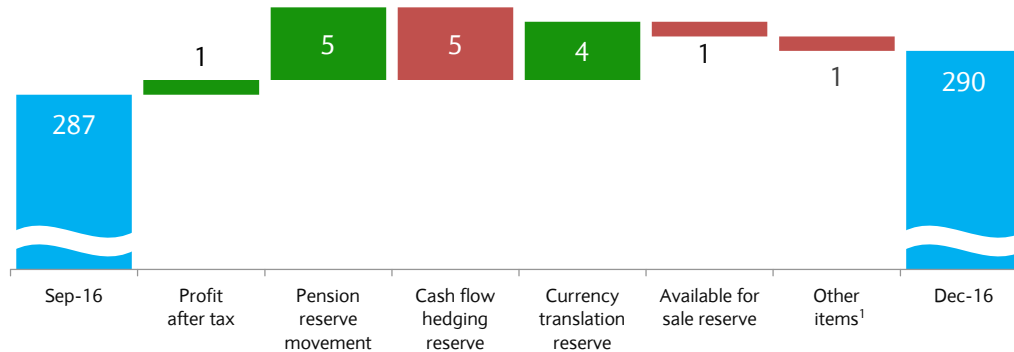 1
5
5
4
1
1
287
290
Sep-16
Profit
after tax
Pension
reserve
movement
Cash flow
hedging
reserve
Currency
translation
reserve
Available for
sale reserve
Other
items¹
Dec-16